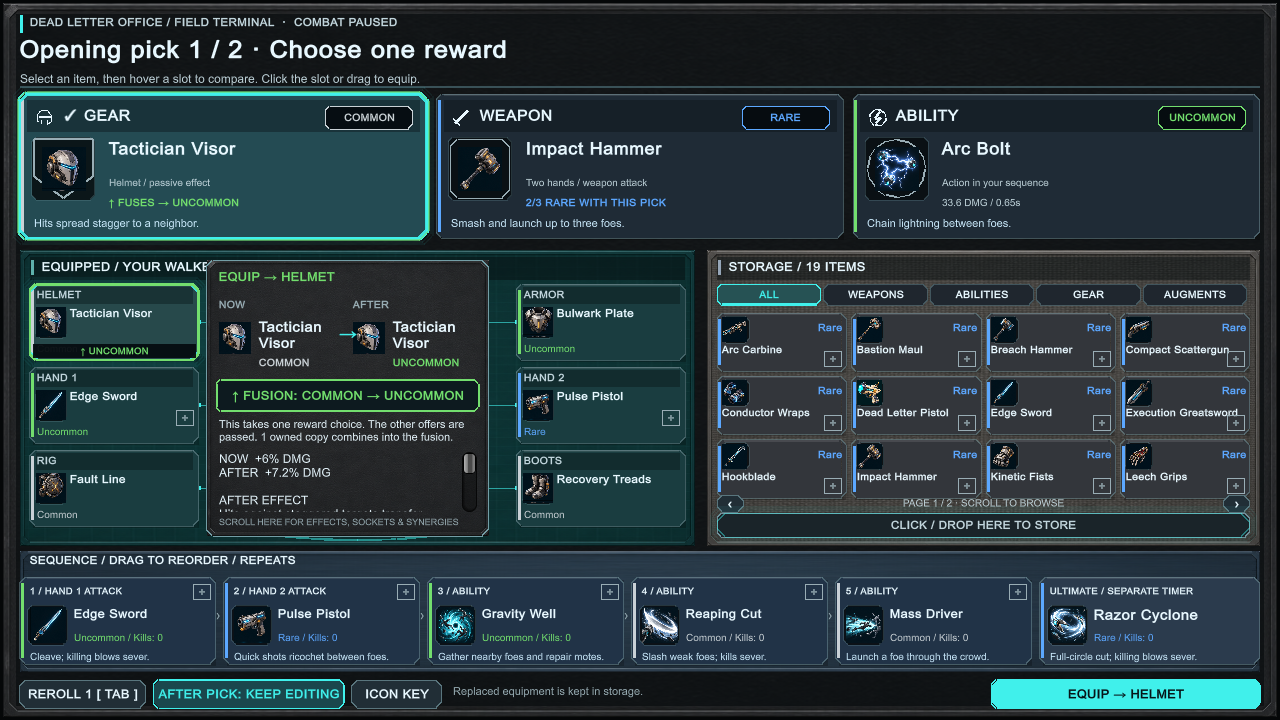 DEAD LETTER OFFICE / FIELD TERMINAL · COMBAT PAUSED
Opening pick 1 / 2 · Choose one reward
Select an item, then hover a slot to compare. Click the slot or drag to equip.
✓ GEAR
COMMON
Tactician Visor
Helmet / passive effect
↑ FUSES → UNCOMMON
Hits spread stagger to a neighbor.
WEAPON
RARE
Impact Hammer
Two hands / weapon attack
2/3 RARE WITH THIS PICK
Smash and launch up to three foes.
ABILITY
UNCOMMON
Arc Bolt
Action in your sequence
33.6 DMG / 0.65s
Chain lightning between foes.
EQUIPPED / YOUR WALKE
HELMET
Tactician Visor
↑ UNCOMMON
HAND 1
Edge Sword
+
Uncommon
RIG
Fault Line
Common
EQUIP → HELMET
NOW
AFTER
Tactician
Visor
COMMON
→
Tactician
Visor
UNCOMMON
↑ FUSION: COMMON → UNCOMMON
This takes one reward choice. The other offers are
passed. 1 owned copy combines into the fusion.
NOW +6% DMG
AFTER +7.2% DMG
AFTER EFFECT
SCROLL HERE FOR EFFECTS, SOCKETS & SYNERGIES
ARMOR
Bulwark Plate
Uncommon
HAND 2
Pulse Pistol
+
Rare
BOOTS
Recovery Treads
Common
STORAGE / 19 ITEMS
ALL
WEAPONS
ABILITIES
GEAR
AUGMENTS
Rare
Arc Carbine
+
Rare
Bastion Maul
+
Rare
Breach Hammer
+
Rare
Compact Scattergun
+
Rare
Conductor Wraps
+
Rare
Dead Letter Pistol
+
Rare
Edge Sword
+
Rare
Execution Greatsword
+
Rare
Hookblade
+
Rare
Impact Hammer
+
Rare
Kinetic Fists
+
Rare
Leech Grips
+
‹
PAGE 1 / 2 · SCROLL TO BROWSE
›
CLICK / DROP HERE TO STORE
SEQUENCE / DRAG TO REORDER / REPEATS
1 / HAND 1 ATTACK
+
Edge Sword
Uncommon / Kills: 0
Cleave; killing blows sever.
2 / HAND 2 ATTACK
+
Pulse Pistol
Rare / Kills: 0
Quick shots ricochet between foes.
3 / ABILITY
+
Gravity Well
Uncommon / Kills: 0
Gather nearby foes and repair motes.
4 / ABILITY
+
Reaping Cut
Common / Kills: 0
Slash weak foes; kills sever.
5 / ABILITY
+
Mass Driver
Common / Kills: 0
Launch a foe through the crowd.
ULTIMATE / SEPARATE TIMER
Razor Cyclone
Rare / Kills: 0
Full-circle cut; killing blows sever.
REROLL 1 [ TAB ]
AFTER PICK: KEEP EDITING
ICON KEY
Replaced equipment is kept in storage.
EQUIP → HELMET